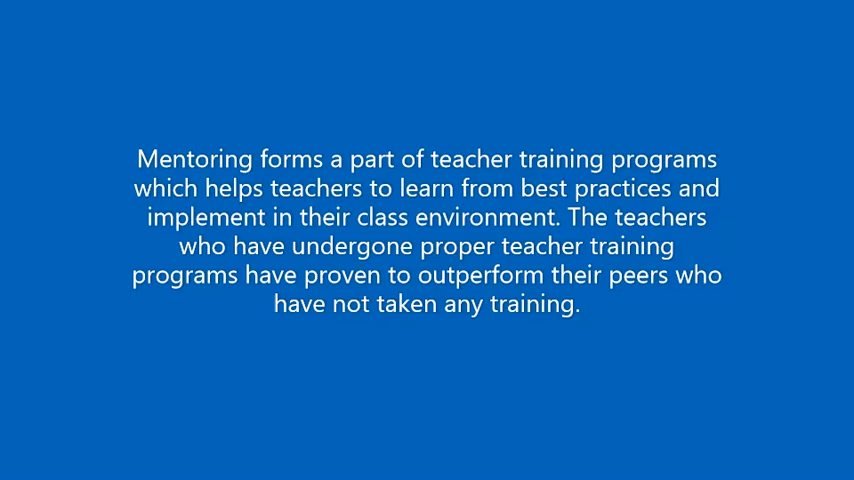 Mentoring forms a part of teacher training programs
which helps teachers to learn from best practices and
implement in their class environment. The teachers
who have undergone proper teacher training
programs have proven to outperform their peers who
have not taken any training.